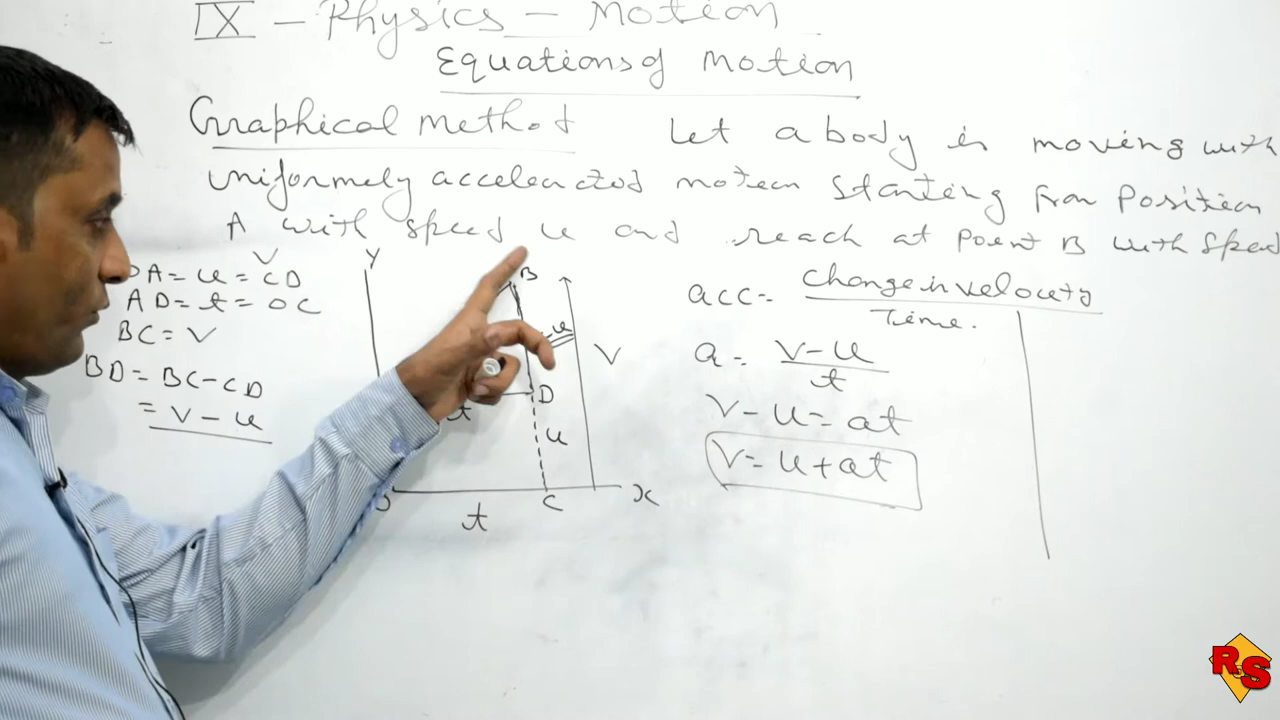 IX - Physics - Motion
Equations of Motion
Graphical method Let a body is moving with
uniformely accelerated motion starting from position
A with speed u and reach at point B with speed
V
OA = u = CD
AD = t = OC
BC = V
BD = BC - CD
= V - u
Y
B
u
V
D
t
u
O
C
x
t
acc = change in velocity
Time.
a = V - u
t
V - u = at
V = u + at
RS